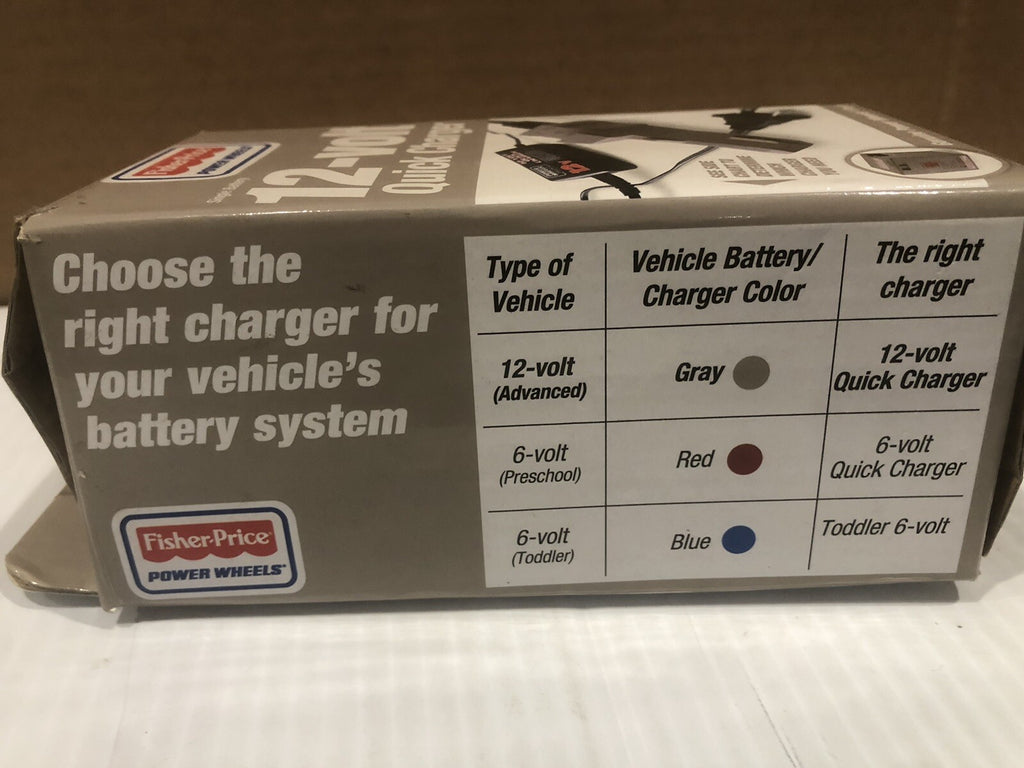 Fisher-Price
POWER WHEELS
12-volt
Quick Charger
Choose the
right charger for
your vehicle's
battery system
Fisher-Price®
POWER WHEELS®
Type of
Vehicle
Vehicle Battery/
Charger Color
The right
charger
12-volt
(Advanced)
Gray
12-volt
Quick Charger
6-volt
(Preschool)
Red
6-volt
Quick Charger
6-volt
(Toddler)
Blue
Toddler 6-volt